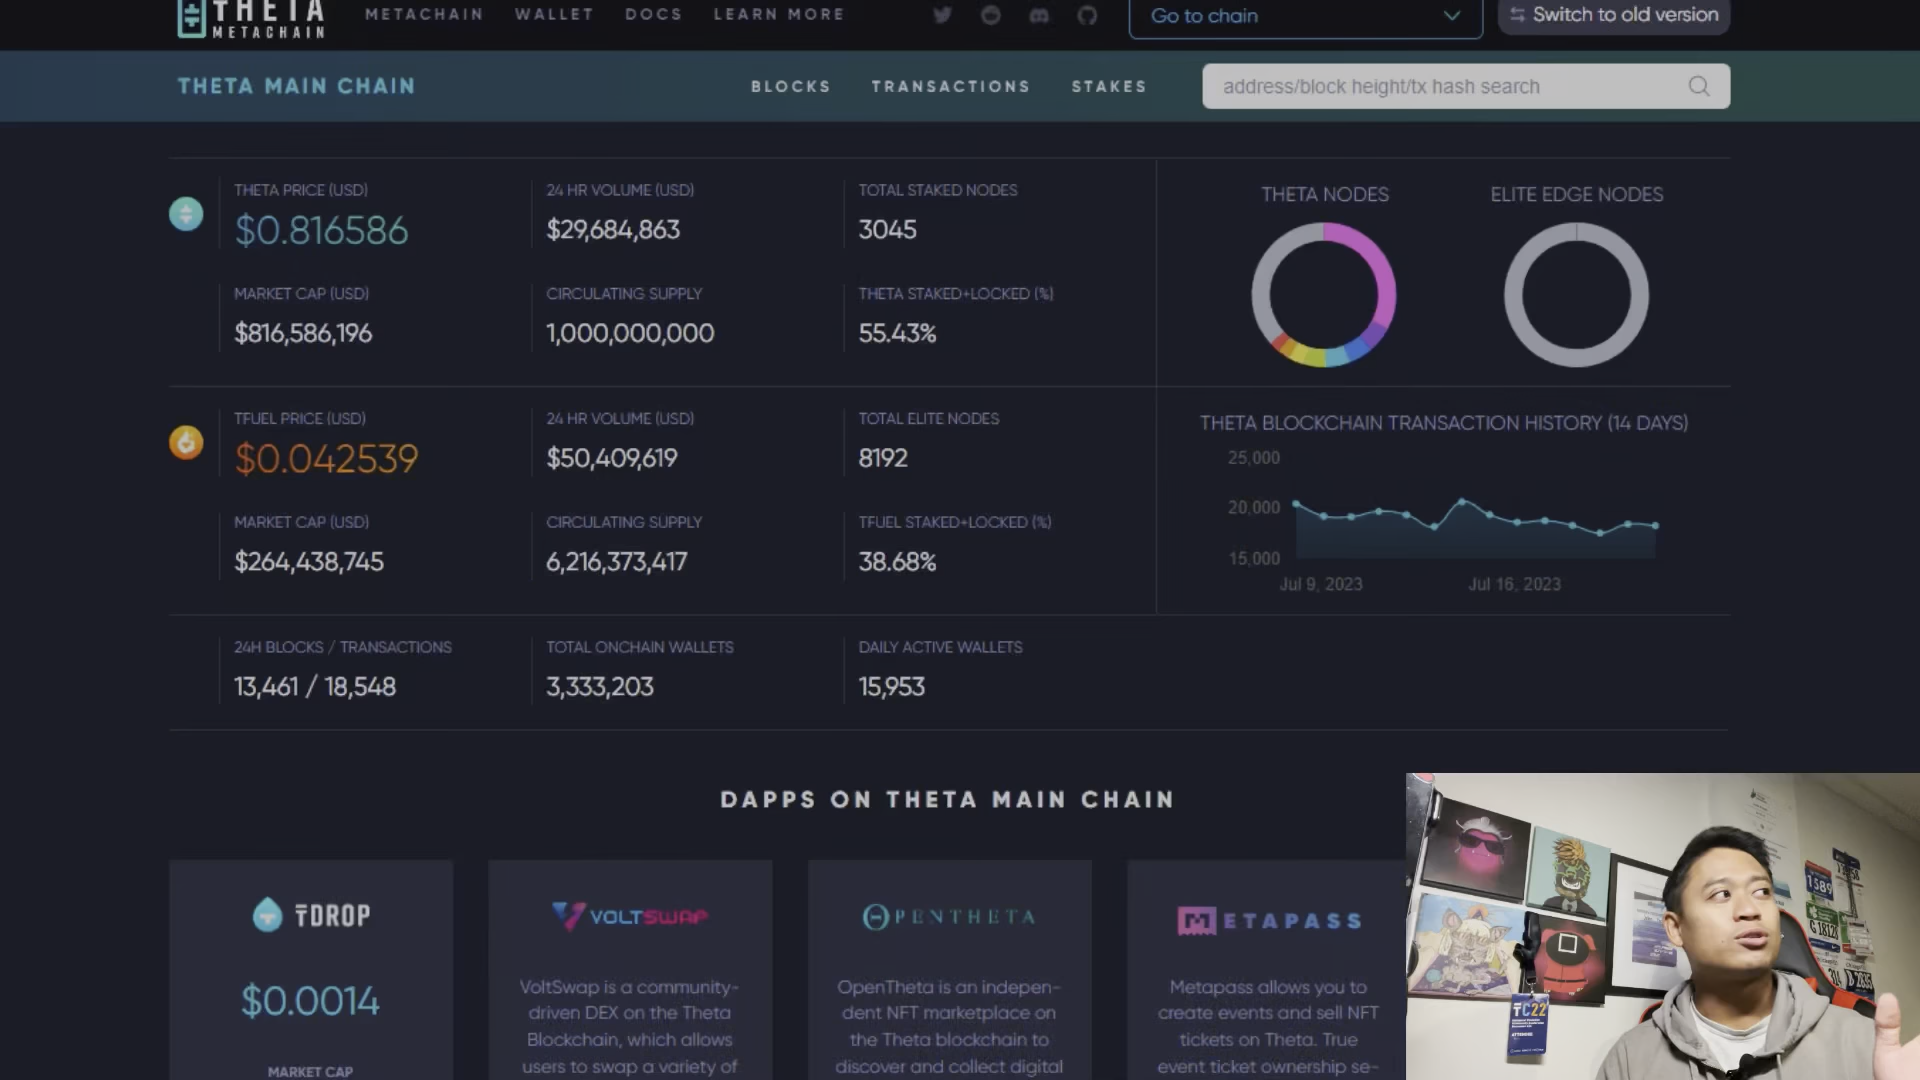 THETA
METACHAIN
METACHAIN
WALLET
DOCS
LEARN MORE
Go to chain
Switch to old version
THETA MAIN CHAIN
BLOCKS
TRANSACTIONS
STAKES
address/block height/tx hash search
THETA PRICE (USD)
$0.816586
24 HR VOLUME (USD)
$29,684,863
TOTAL STAKED NODES
3045
MARKET CAP (USD)
$816,586,196
CIRCULATING SUPPLY
1,000,000,000
THETA STAKED+LOCKED (%)
55.43%
THETA NODES
ELITE EDGE NODES
TFUEL PRICE (USD)
$0.042539
24 HR VOLUME (USD)
$50,409,619
TOTAL ELITE NODES
8192
MARKET CAP (USD)
$264,438,745
CIRCULATING SUPPLY
6,216,373,417
TFUEL STAKED+LOCKED (%)
38.68%
THETA BLOCKCHAIN TRANSACTION HISTORY (14 DAYS)
25,000
20,000
15,000
Jul 9, 2023
Jul 16, 2023
24H BLOCKS / TRANSACTIONS
13,461 / 18,548
TOTAL ONCHAIN WALLETS
3,333,203
DAILY ACTIVE WALLETS
15,953
DAPPS ON THETA MAIN CHAIN
TDROP
$0.0014
MARKET CAP
VOLTSWAP
VoltSwap is a community-
driven DEX on the Theta
Blockchain, which allows
users to swap a variety of
OPENTHETA
OpenTheta is an indepen-
dent NFT marketplace on
the Theta blockchain to
discover and collect digital
METAPASS
Metapass allows you to
create events and sell NFT
tickets on Theta. True
event ticket ownership se-
TC22
1589
G 18128
314